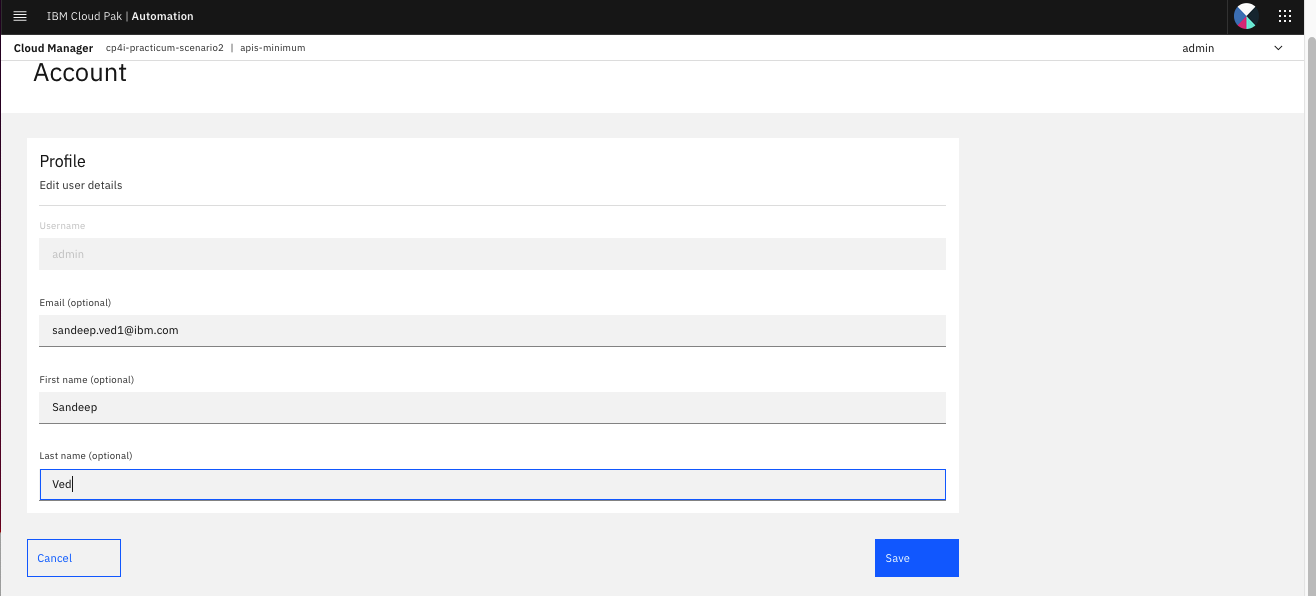 IBM Cloud Pak | Automation
Cloud Manager cp4i-practicum-scenario2 | apis-minimum admin
Account
Profile
Edit user details
Username
admin
Email (optional)
sandeep.ved1@ibm.com
First name (optional)
Sandeep
Last name (optional)
Ved
Cancel Save